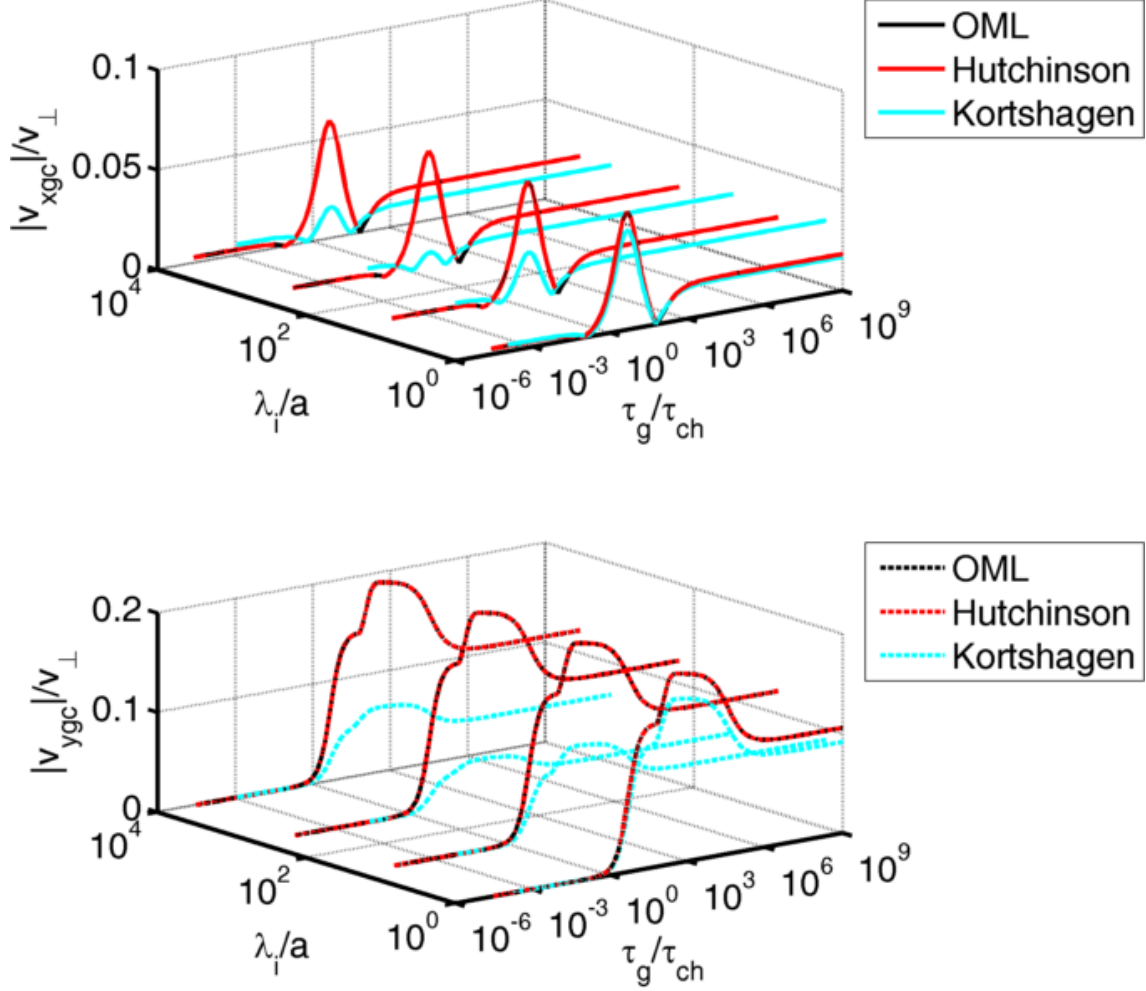 OML
Hutchinson
Kortshagen
|v_xgc|/v_⊥
0.1
0.05
0
10^4
10^2
10^0
λ_i/a
10^-6
10^-3
10^0
10^3
10^6
10^9
τ_g/τ_ch
OML
Hutchinson
Kortshagen
|v_ygc|/v_⊥
0.2
0.1
0
10^4
10^2
10^0
λ_i/a
10^-6
10^-3
10^0
10^3
10^6
10^9
τ_g/τ_ch